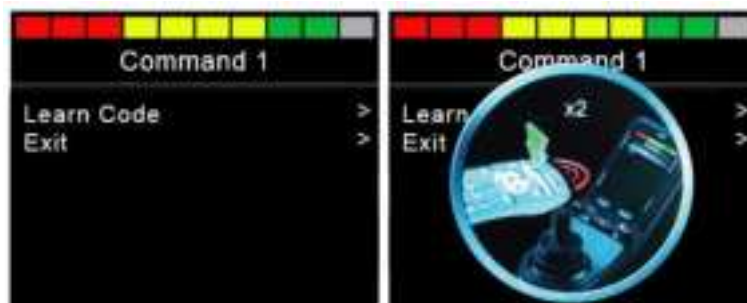 Command 1
Learn Code >
Exit >
Command 1
Learn >
Exit >
x2